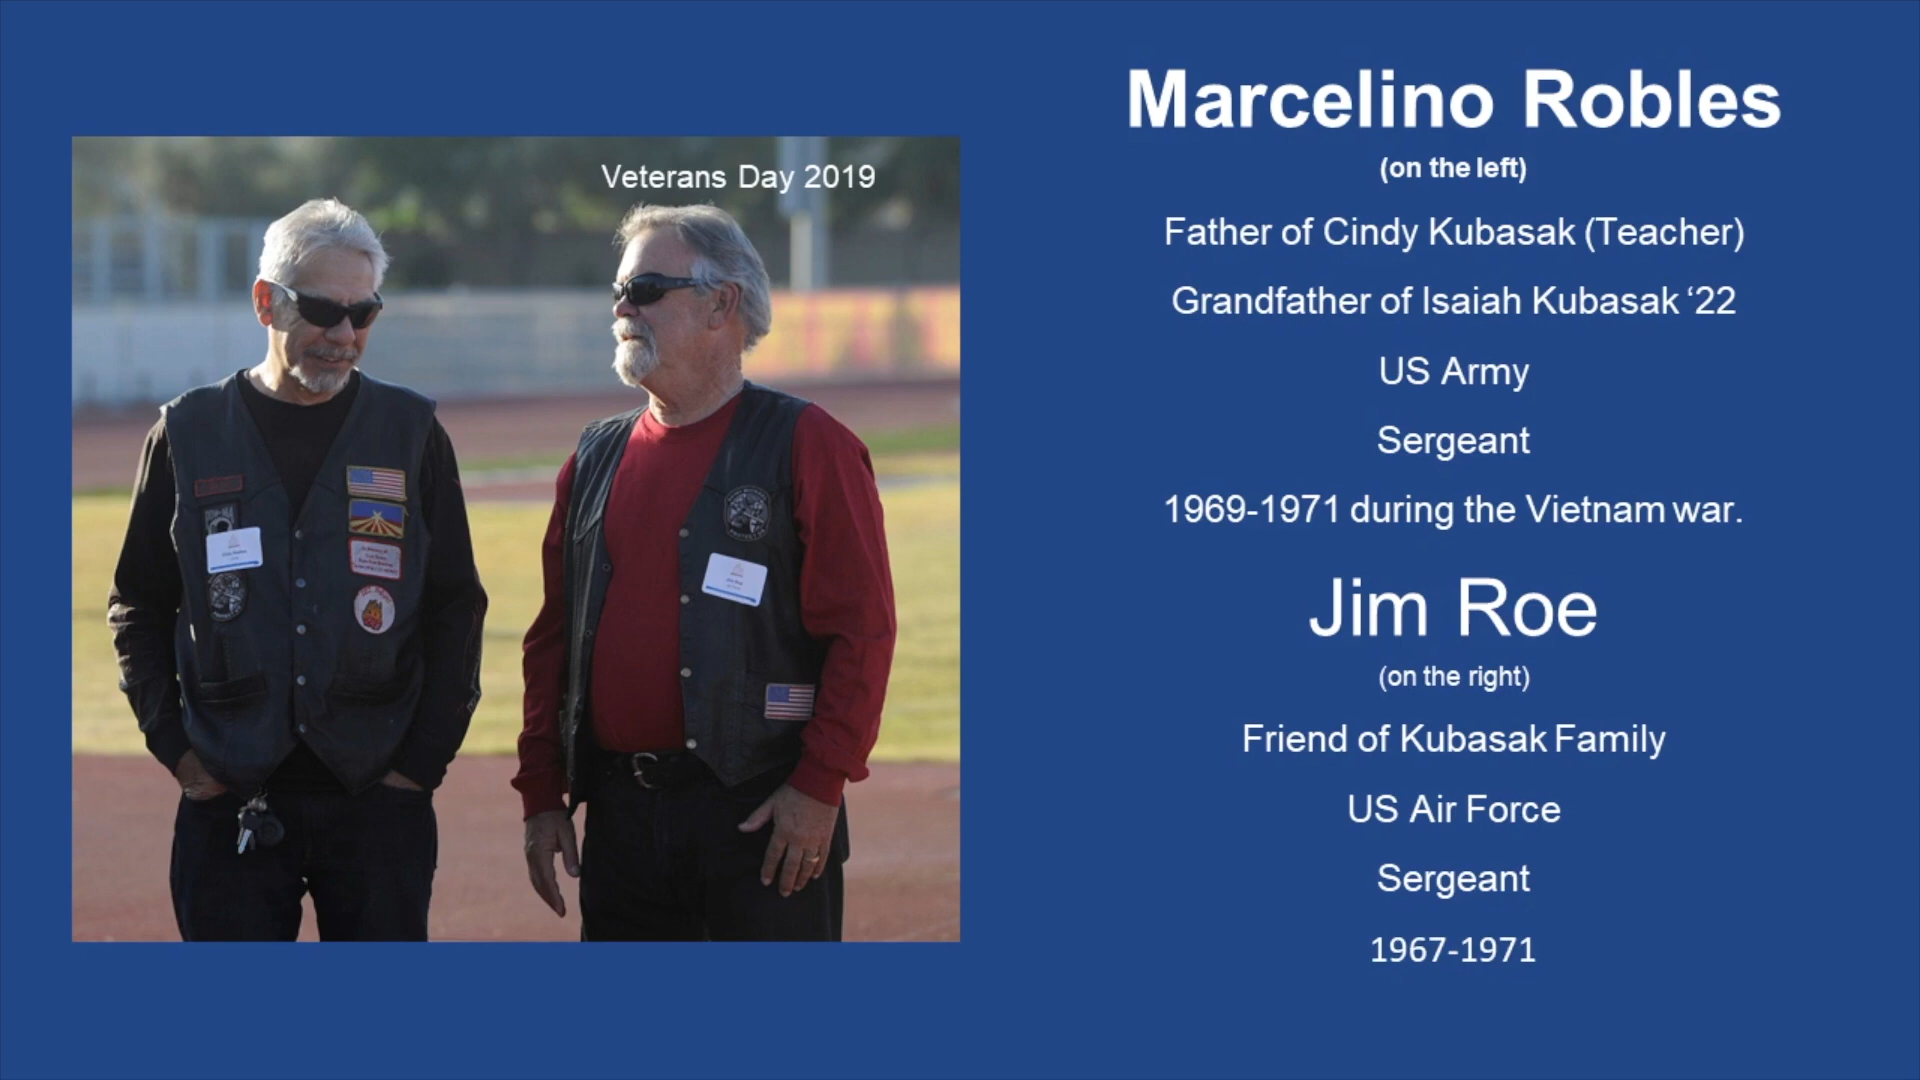 Veterans Day 2019
Marcelino Robles
(on the left)
Father of Cindy Kubasak (Teacher)
Grandfather of Isaiah Kubasak ‘22
US Army
Sergeant
1969-1971 during the Vietnam war.
Jim Roe
(on the right)
Friend of Kubasak Family
US Air Force
Sergeant
1967-1971